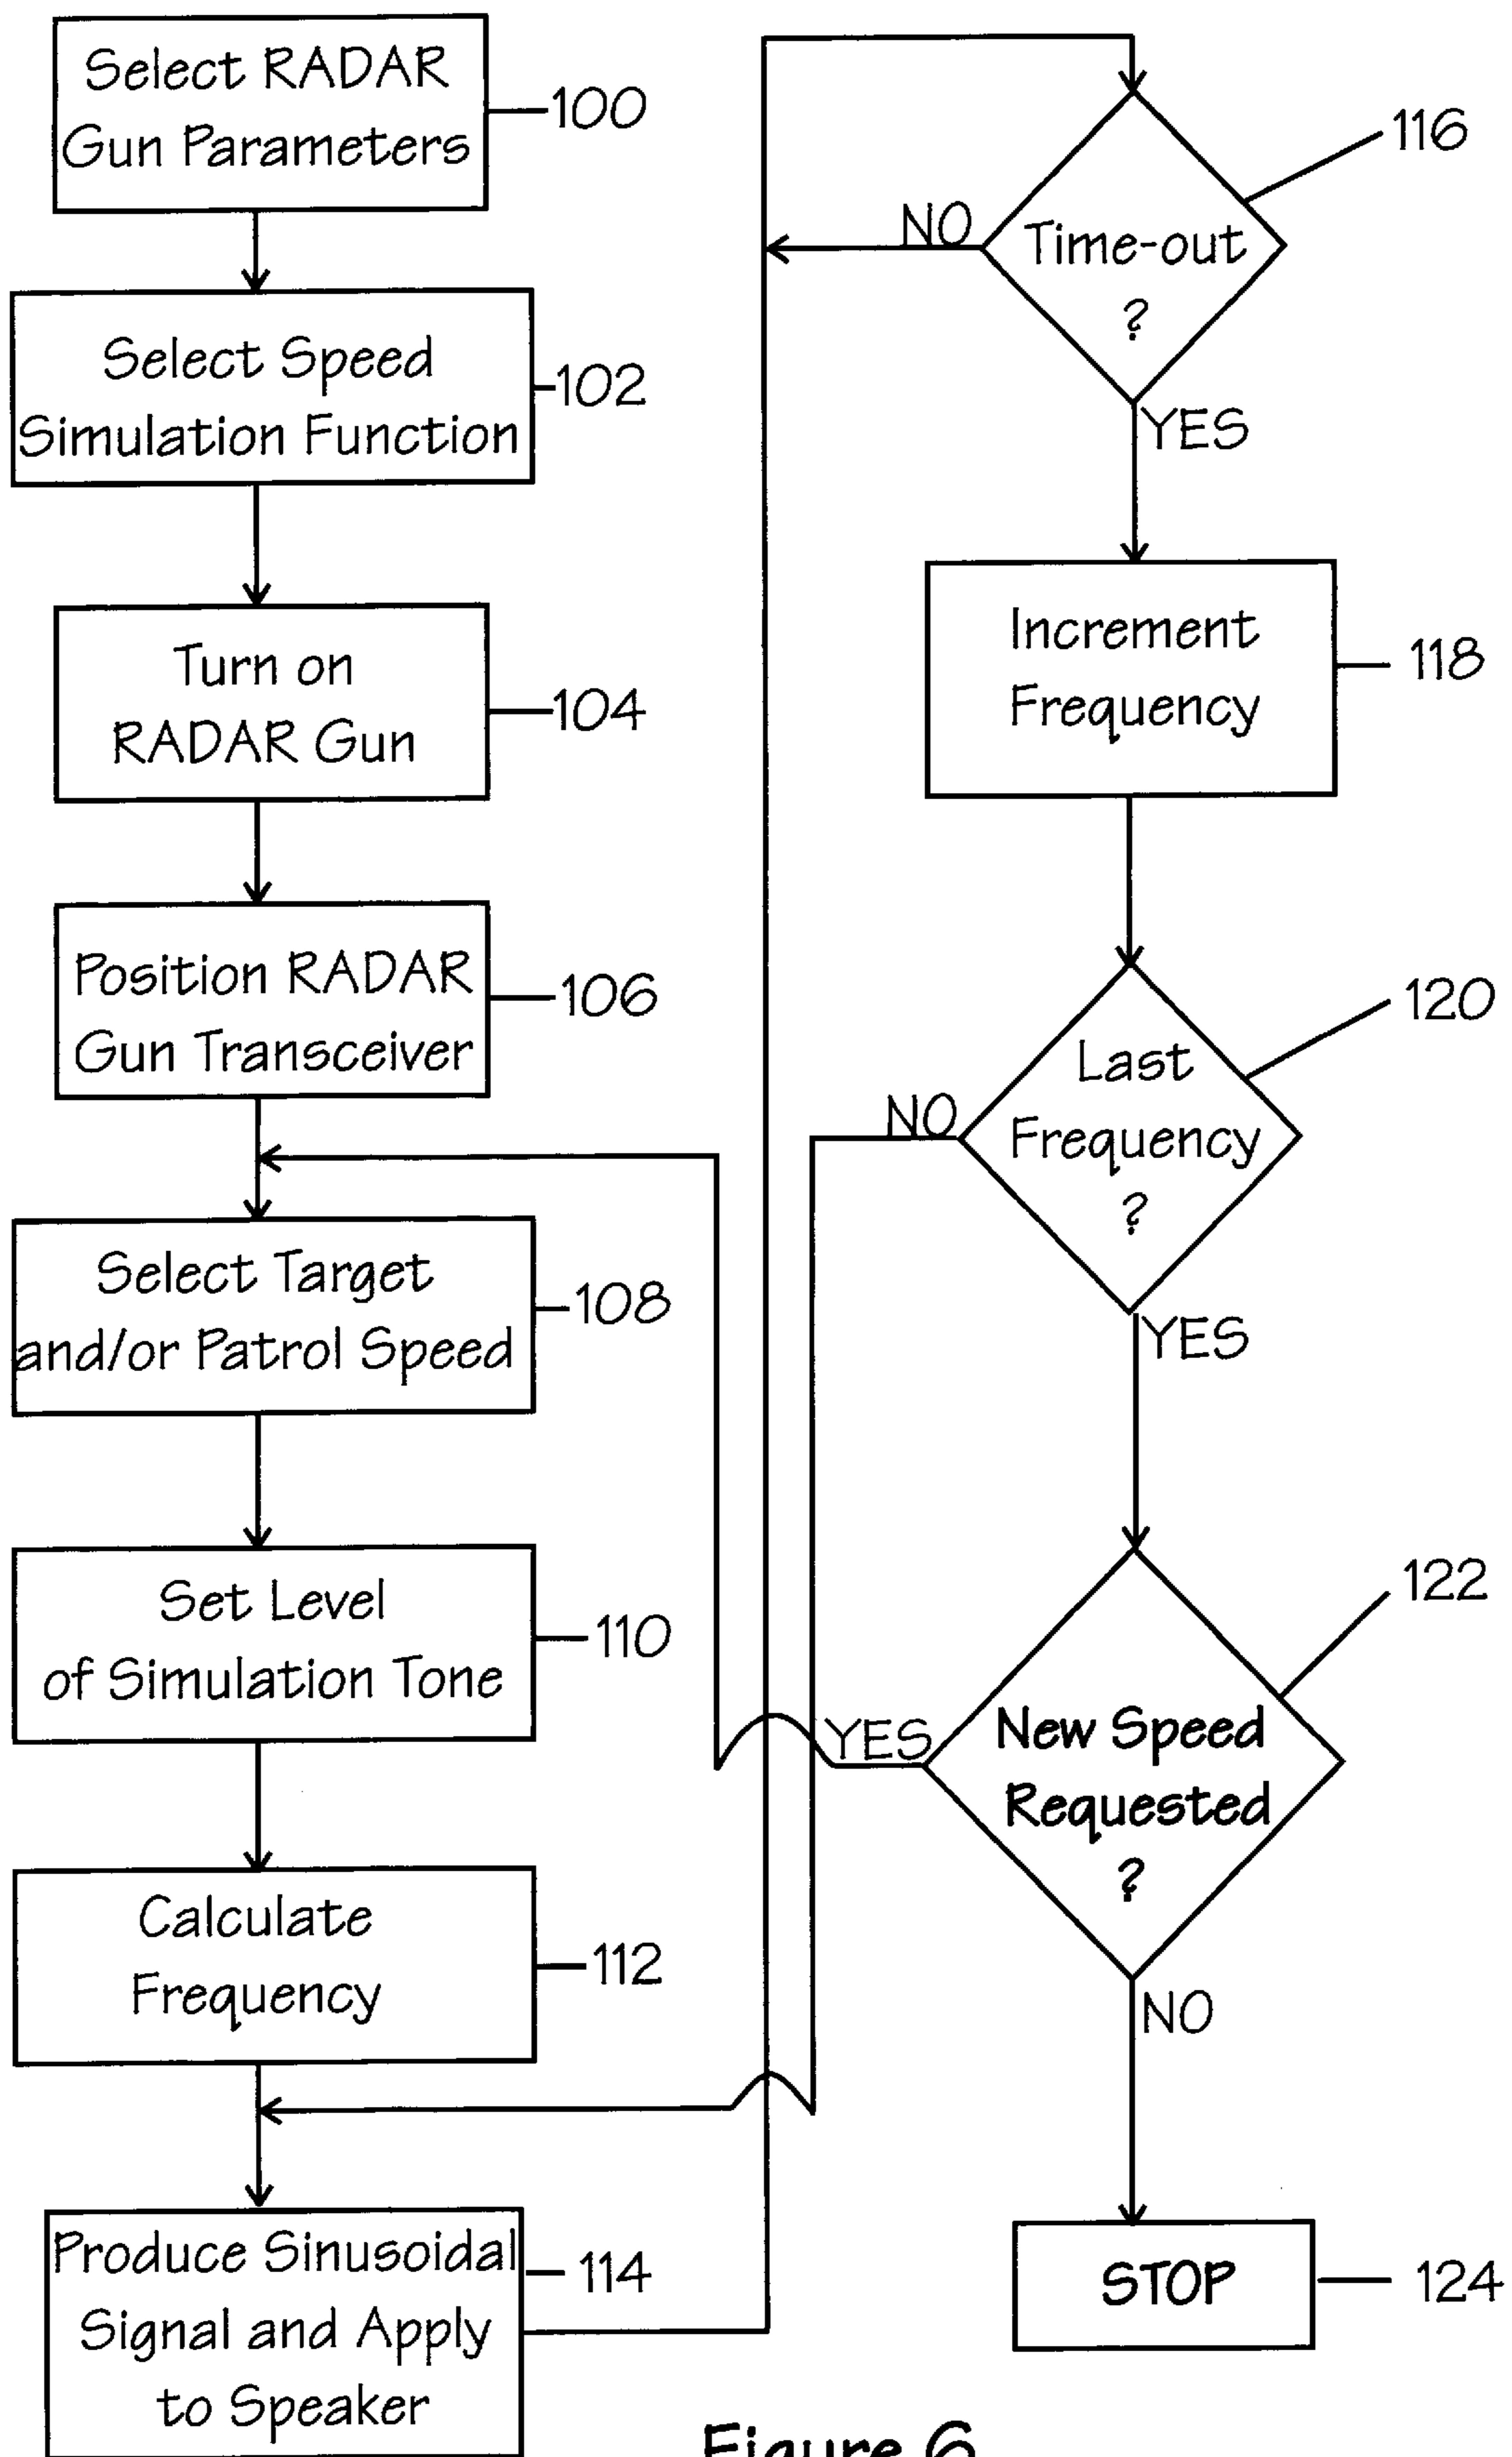 Select RADAR
Gun Parameters
100
Select Speed
Simulation Function
102
Turn on
RADAR Gun
104
Position RADAR
Gun Transceiver
106
Select Target
and/or Patrol Speed
108
Set Level
of Simulation Tone
110
Calculate
Frequency
112
Produce Sinusoidal
Signal and Apply
to Speaker
114
Time-out
?
116
NO
YES
Increment
Frequency
118
Last
Frequency
?
120
NO
YES
New Speed
Requested
?
122
YES
NO
STOP
124
Figure 6